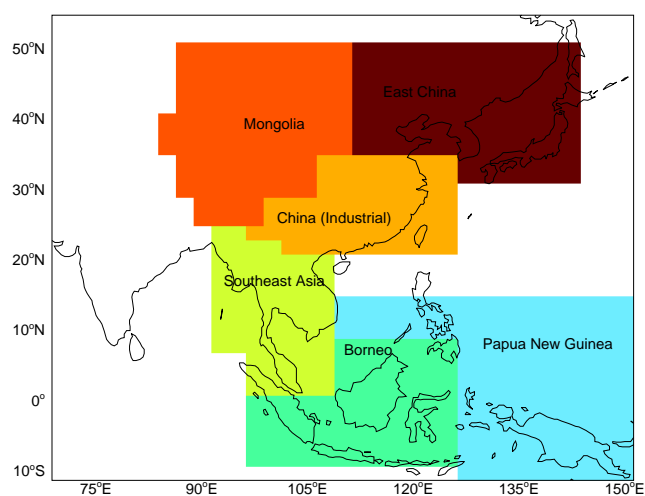 50°N
East China
40°N
Mongolia
30°N
China (Industrial)
20°N
Southeast Asia
10°N
Borneo
Papua New Guinea
0°
10°S
75°E
90°E
105°E
120°E
135°E
150°E